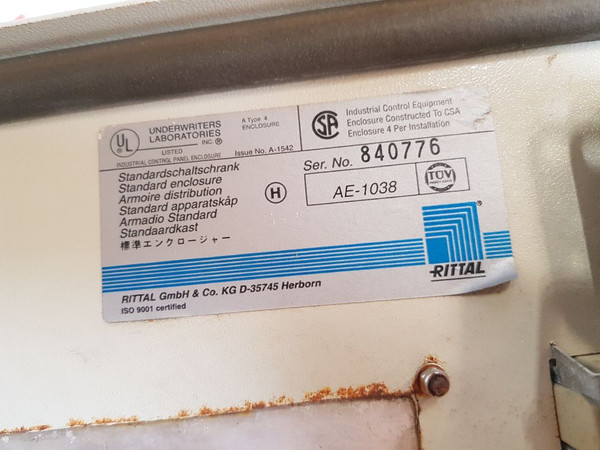 UL
UNDERWRITERS
LABORATORIES
INC.®
A Type 4
ENCLOSURE
LISTED
INDUSTRIAL CONTROL PANEL ENCLOSURE
Issue No. A-1542
SA
Industrial Control Equipment
Enclosure Constructed To CSA
Enclosure 4 Per Installation
Standardschaltschrank
Standard enclosure
Armoire distribution
Standard apparatskåp
Armadio Standard
Standaardkast
標準エンクロージャー
H
Ser. No. 840776
AE-1038
TÜV
RITTAL
RITTAL GmbH & Co. KG D-35745 Herborn
ISO 9001 certified